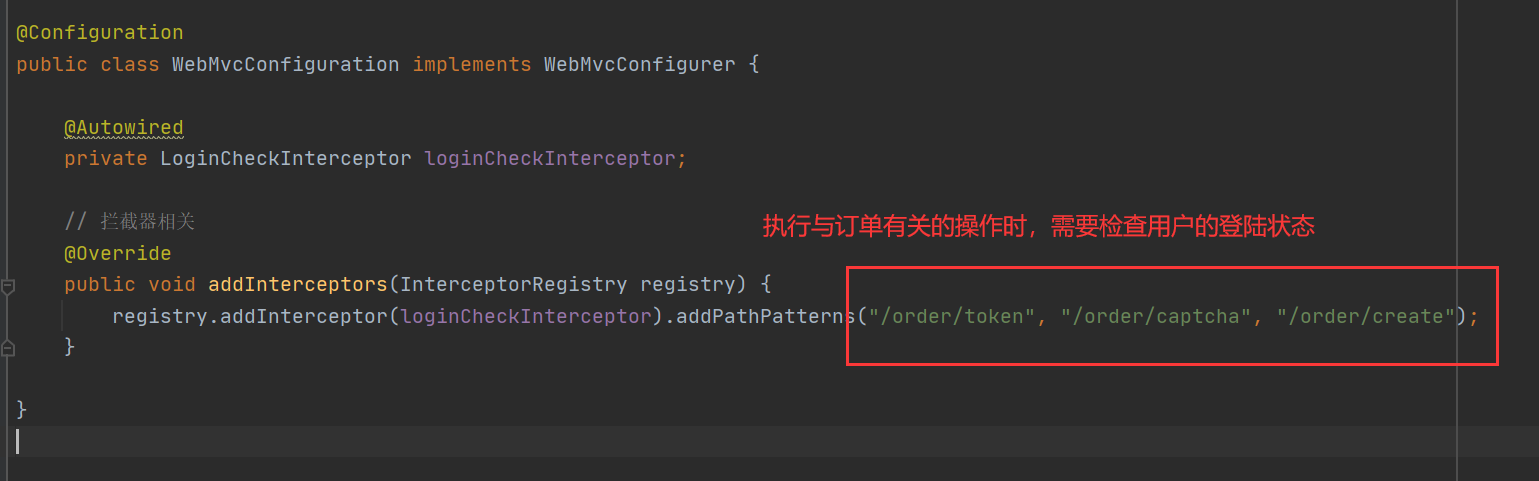 @Configuration
public class WebMvcConfiguration implements WebMvcConfigurer {
@Autowired
private LoginCheckInterceptor loginCheckInterceptor;
// 拦截器相关
执行与订单有关的操作时，需要检查用户的登陆状态
@Override
public void addInterceptors(InterceptorRegistry registry) {
registry.addInterceptor(loginCheckInterceptor).addPathPatterns("/order/token", "/order/captcha", "/order/create");
}
}